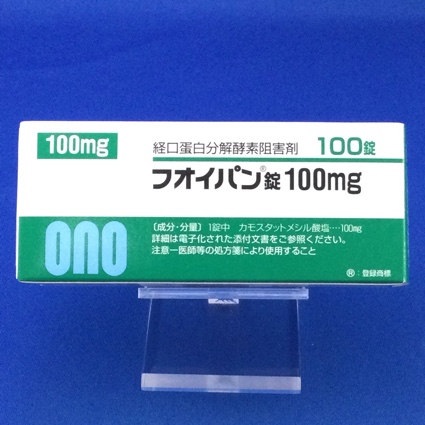 100mg
経口蛋白分解酵素阻害剤 100錠
フオイパン®錠100mg
〔成分・分量〕1錠中 カモスタットメシル酸塩…100mg
詳細は電子化された添付文書をご参照ください。
注意－医師等の処方箋により使用すること
ono
®：登録商標